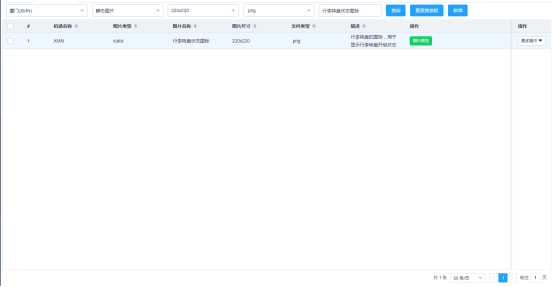 厦门(XMN) 静态图片 220x220 png 行李转盘状态图标 查询 重置搜索框 新增
# 机场名称 图片类型 图片名称 图片尺寸 文件类型 描述 操作 操作
1 XMN static 行李转盘状态图标 220x220 png 行李转盘的图标，用于 更多操作
显示行李转盘开启状态
共 1 条 条/页 1 前往 1 页